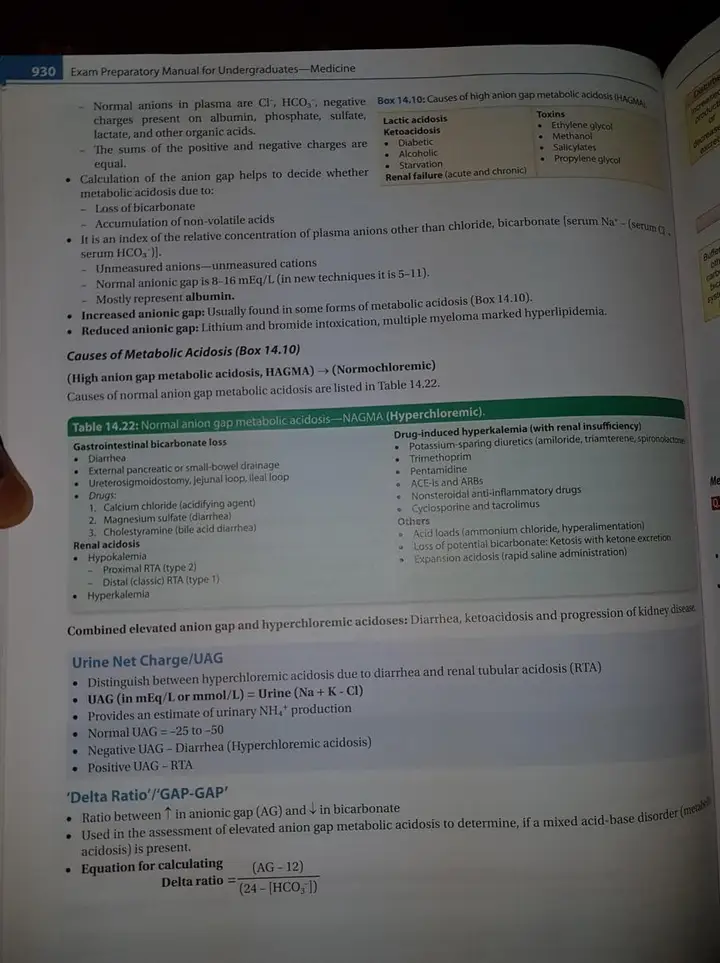 930 Exam Preparatory Manual for Undergraduates—Medicine
– Normal anions in plasma are Cl⁻, HCO₃⁻, negative
charges present on albumin, phosphate, sulfate,
lactate, and other organic acids.
– The sums of the positive and negative charges are
equal.
• Calculation of the anion gap helps to decide whether
metabolic acidosis due to:
– Loss of bicarbonate
– Accumulation of non-volatile acids
Box 14.10: Causes of high anion gap metabolic acidosis (HAGMA).
Lactic acidosis
Ketoacidosis
• Diabetic
• Alcoholic
• Starvation
Renal failure (acute and chronic)
Toxins
• Ethylene glycol
• Methanol
• Salicylates
• Propylene glycol
• It is an index of the relative concentration of plasma anions other than chloride, bicarbonate [serum Na⁺ – (serum Cl⁻,
serum HCO₃⁻)].
– Unmeasured anions—unmeasured cations
– Normal anionic gap is 8–16 mEq/L (in new techniques it is 5–11).
– Mostly represent albumin.
• Increased anionic gap: Usually found in some forms of metabolic acidosis (Box 14.10).
• Reduced anionic gap: Lithium and bromide intoxication, multiple myeloma marked hyperlipidemia.
Causes of Metabolic Acidosis (Box 14.10)
(High anion gap metabolic acidosis, HAGMA) → (Normochloremic)
Causes of normal anion gap metabolic acidosis are listed in Table 14.22.
Table 14.22: Normal anion gap metabolic acidosis—NAGMA (Hyperchloremic).
Gastrointestinal bicarbonate loss
• Diarrhea
• External pancreatic or small-bowel drainage
• Ureterosigmoidostomy, jejunal loop, ileal loop
• Drugs:
1. Calcium chloride (acidifying agent)
2. Magnesium sulfate (diarrhea)
3. Cholestyramine (bile acid diarrhea)
Renal acidosis
• Hypokalemia
– Proximal RTA (type 2)
– Distal (classic) RTA (type 1)
• Hyperkalemia
Drug-induced hyperkalemia (with renal insufficiency)
• Potassium-sparing diuretics (amiloride, triamterene, spironolactone
• Trimethoprim
• Pentamidine
• ACE-Is and ARBs
• Nonsteroidal anti-inflammatory drugs
• Cyclosporine and tacrolimus
Others
• Acid loads (ammonium chloride, hyperalimentation)
• Loss of potential bicarbonate: Ketosis with ketone excretion
• Expansion acidosis (rapid saline administration)
Combined elevated anion gap and hyperchloremic acidoses: Diarrhea, ketoacidosis and progression of kidney disease.
Urine Net Charge/UAG
• Distinguish between hyperchloremic acidosis due to diarrhea and renal tubular acidosis (RTA)
• UAG (in mEq/L or mmol/L) = Urine (Na + K - Cl)
• Provides an estimate of urinary NH₄⁺ production
• Normal UAG = –25 to –50
• Negative UAG – Diarrhea (Hyperchloremic acidosis)
• Positive UAG – RTA
'Delta Ratio'/'GAP-GAP'
• Ratio between ↑ in anionic gap (AG) and ↓ in bicarbonate
• Used in the assessment of elevated anion gap metabolic acidosis to determine, if a mixed acid-base disorder (metabol
acidosis) is present.
• Equation for calculating
Delta ratio = (AG – 12)
(24 – [HCO₃⁻])